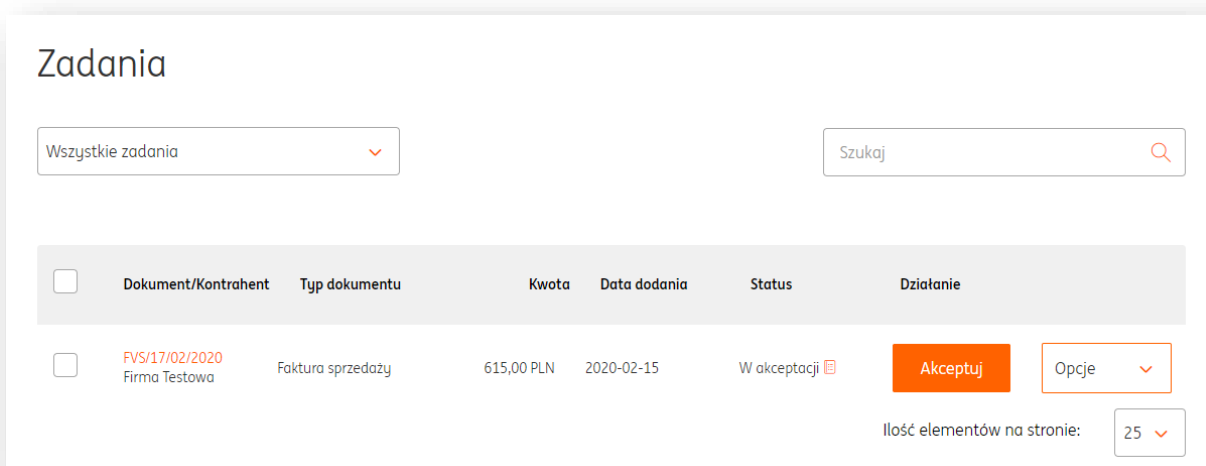 Zadania
Wszystkie zadania
Szukaj
Dokument/Kontrahent Typ dokumentu Kwota Data dodania Status Działanie
FVS/17/02/2020
Firma Testowa
Faktura sprzedaży 615,00 PLN 2020-02-15 W akceptacji Akceptuj Opcje
Ilość elementów na stronie: 25